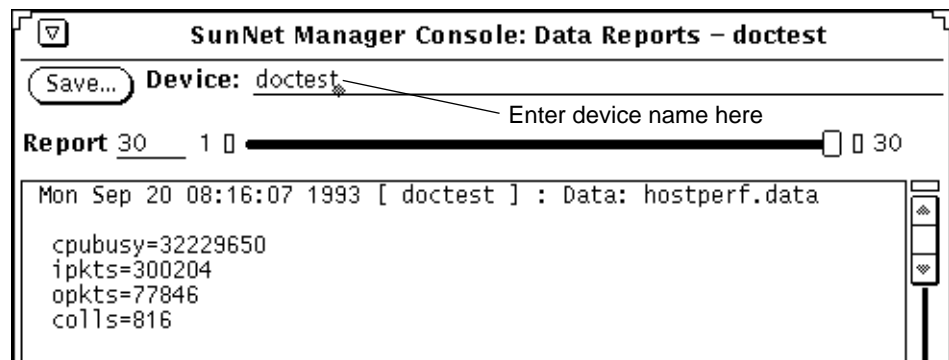 SunNet Manager Console: Data Reports – doctest
Save... Device: doctest
Enter device name here
Report 30 1 30
Mon Sep 20 08:16:07 1993 [ doctest ] : Data: hostperf.data
cpubusy=32229650
ipkts=300204
opkts=77846
colls=816